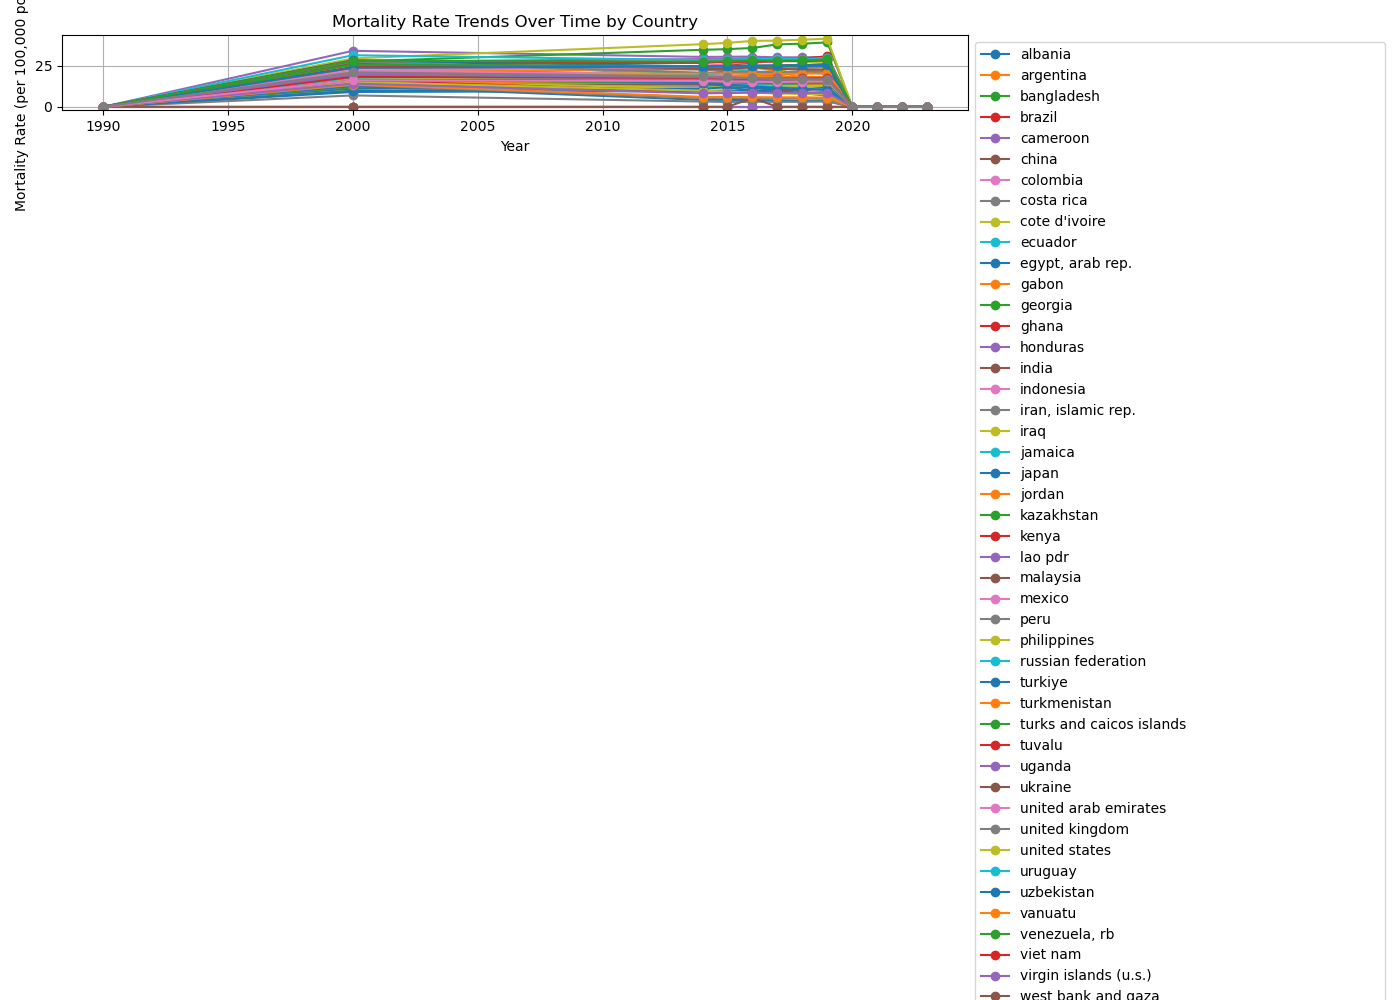 Mortality Rate Trends Over Time by Country
Mortality Rate (per 100,000
25
0
1990
1995
2000
2005
2010
2015
2020
Year
albania
argentina
bangladesh
brazil
cameroon
china
colombia
costa rica
cote d'ivoire
ecuador
egypt, arab rep.
gabon
georgia
ghana
honduras
india
indonesia
iran, islamic rep.
iraq
jamaica
japan
jordan
kazakhstan
kenya
lao pdr
malaysia
mexico
peru
philippines
russian federation
turkiye
turkmenistan
turks and caicos islands
tuvalu
uganda
ukraine
united arab emirates
united kingdom
united states
uruguay
uzbekistan
vanuatu
venezuela, rb
viet nam
virgin islands (u.s.)
west bank and gaza